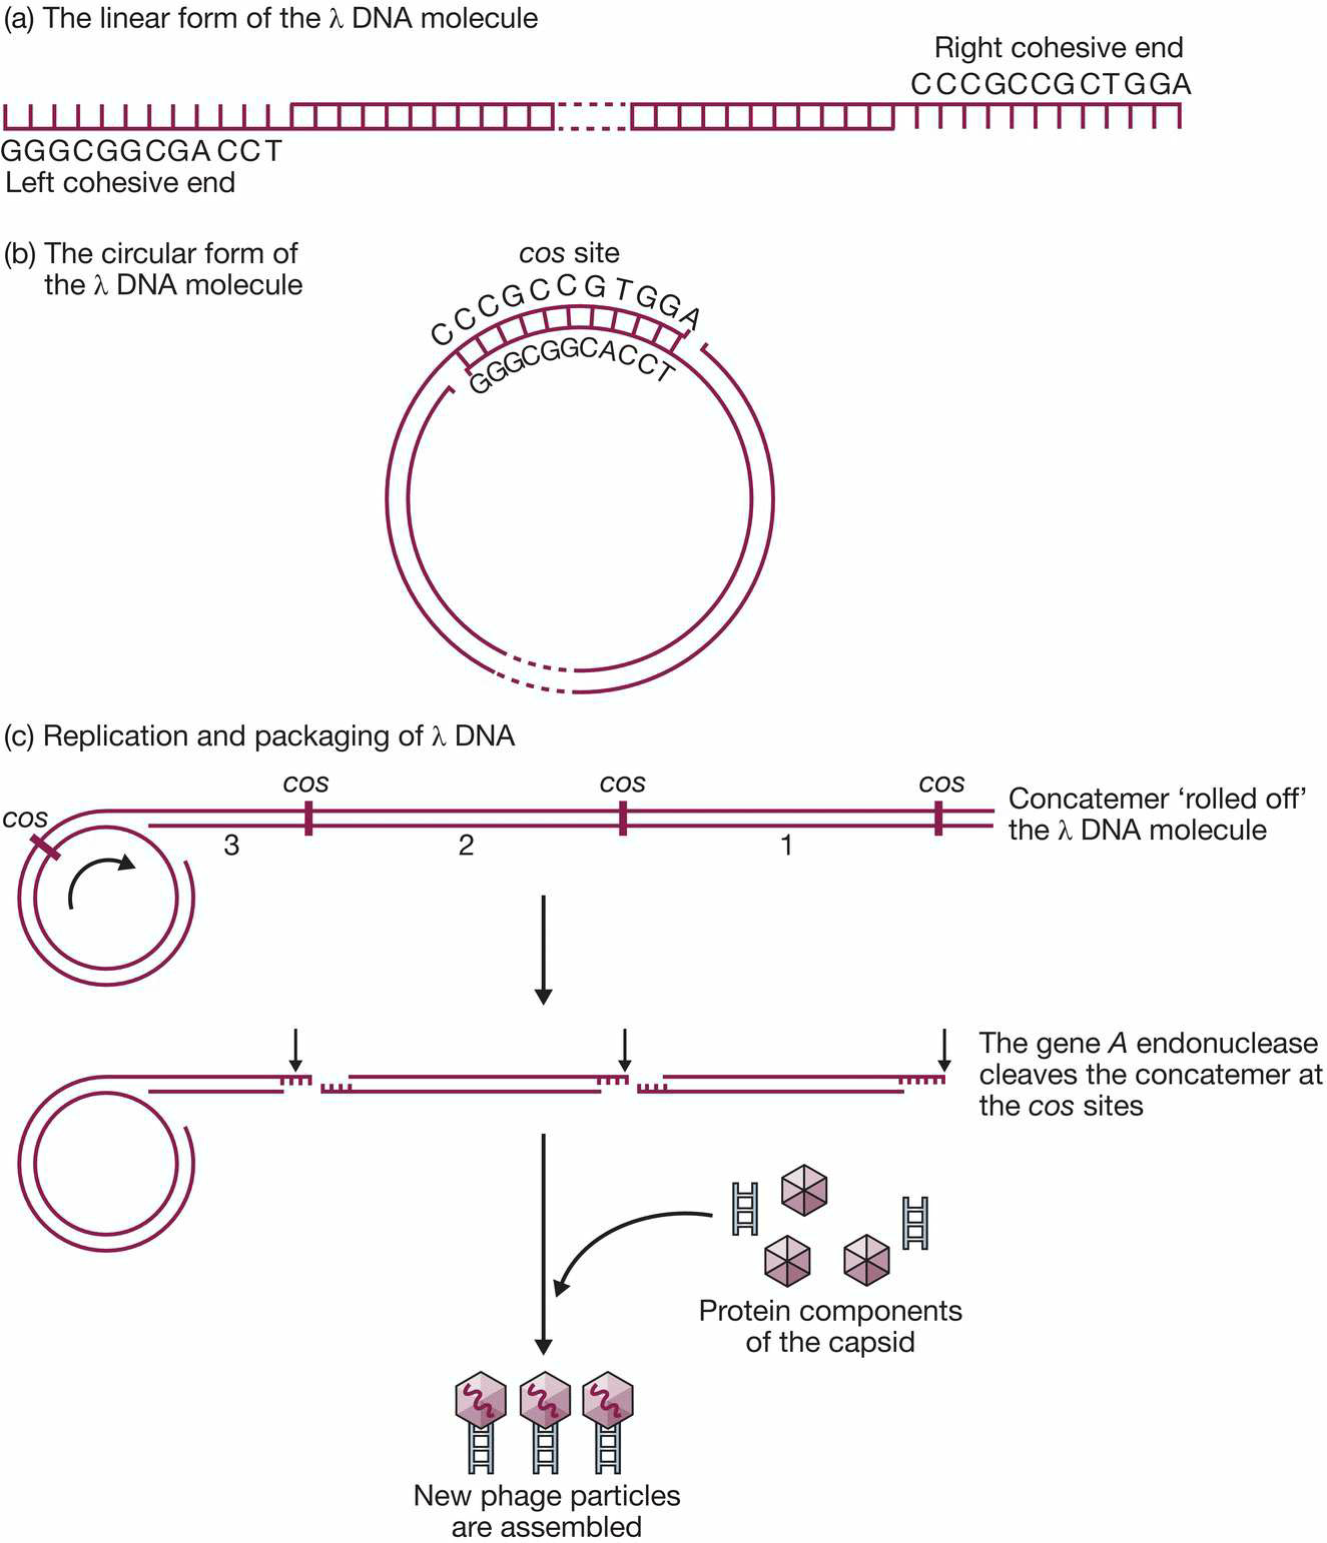 (a) The linear form of the λ DNA molecule
Right cohesive end
CCCGCCGCTGGA
GGGCGGCGACCT
Left cohesive end
(b) The circular form of
the λ DNA molecule
cos site
CCCGCCGTGGA
GGGCGGCACCT
(c) Replication and packaging of λ DNA
cos
cos
cos
cos
Concatemer ‘rolled off’
the λ DNA molecule
3
2
1
The gene A endonuclease
cleaves the concatemer at
the cos sites
Protein components
of the capsid
New phage particles
are assembled